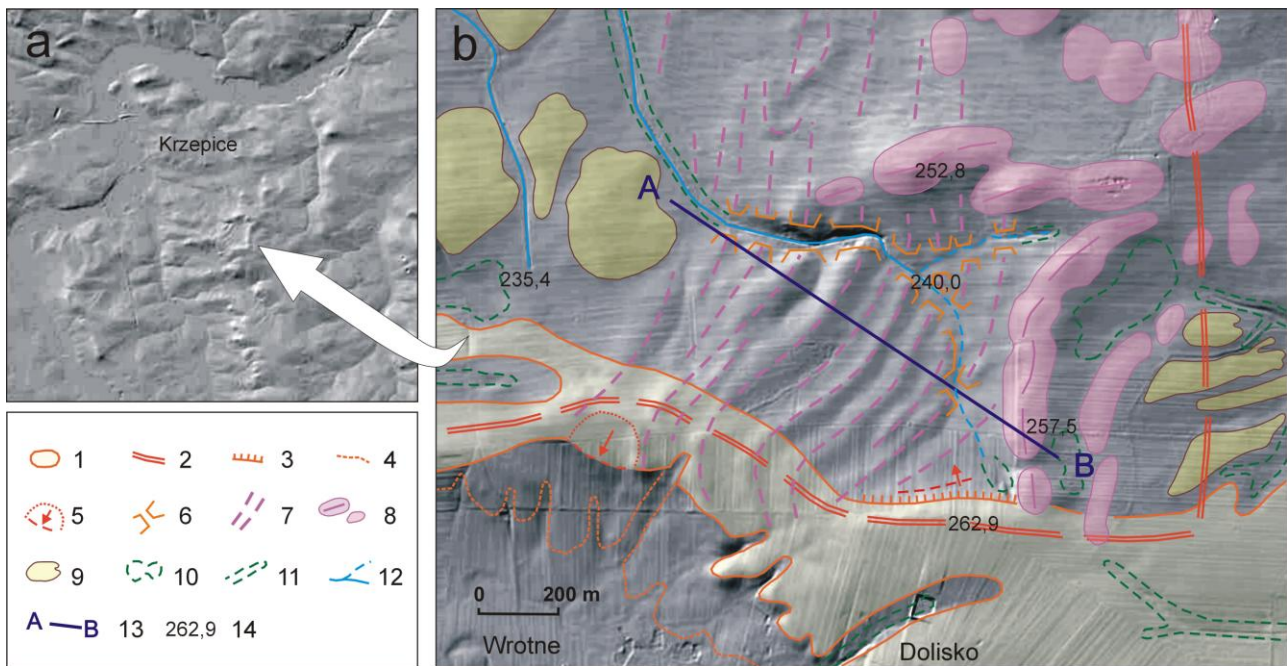 a
Krzepice
b
A
252,8
235,4
240,0
257,5
B
262,9
0 200 m
Wrotne
Dolisko
1 2 3 4
5 6 7 8
9 10 11 12
A B 13 262,9 14